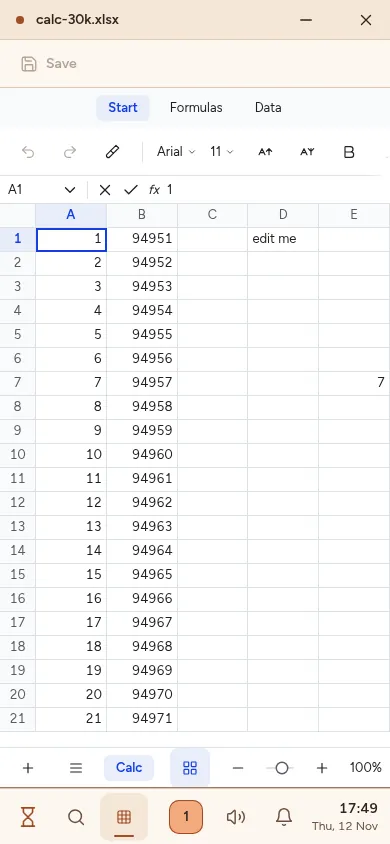 calc-30k.xlsx
Save
Start Formulas Data
Arial 11 A A B
A1 fx 1
A B C D E
1 1 94951 edit me
2 2 94952
3 3 94953
4 4 94954
5 5 94955
6 6 94956
7 7 94957 7
8 8 94958
9 9 94959
10 10 94960
11 11 94961
12 12 94962
13 13 94963
14 14 94964
15 15 94965
16 16 94966
17 17 94967
18 18 94968
19 19 94969
20 20 94970
21 21 94971
Calc 100%
1 17:49
Thu, 12 Nov